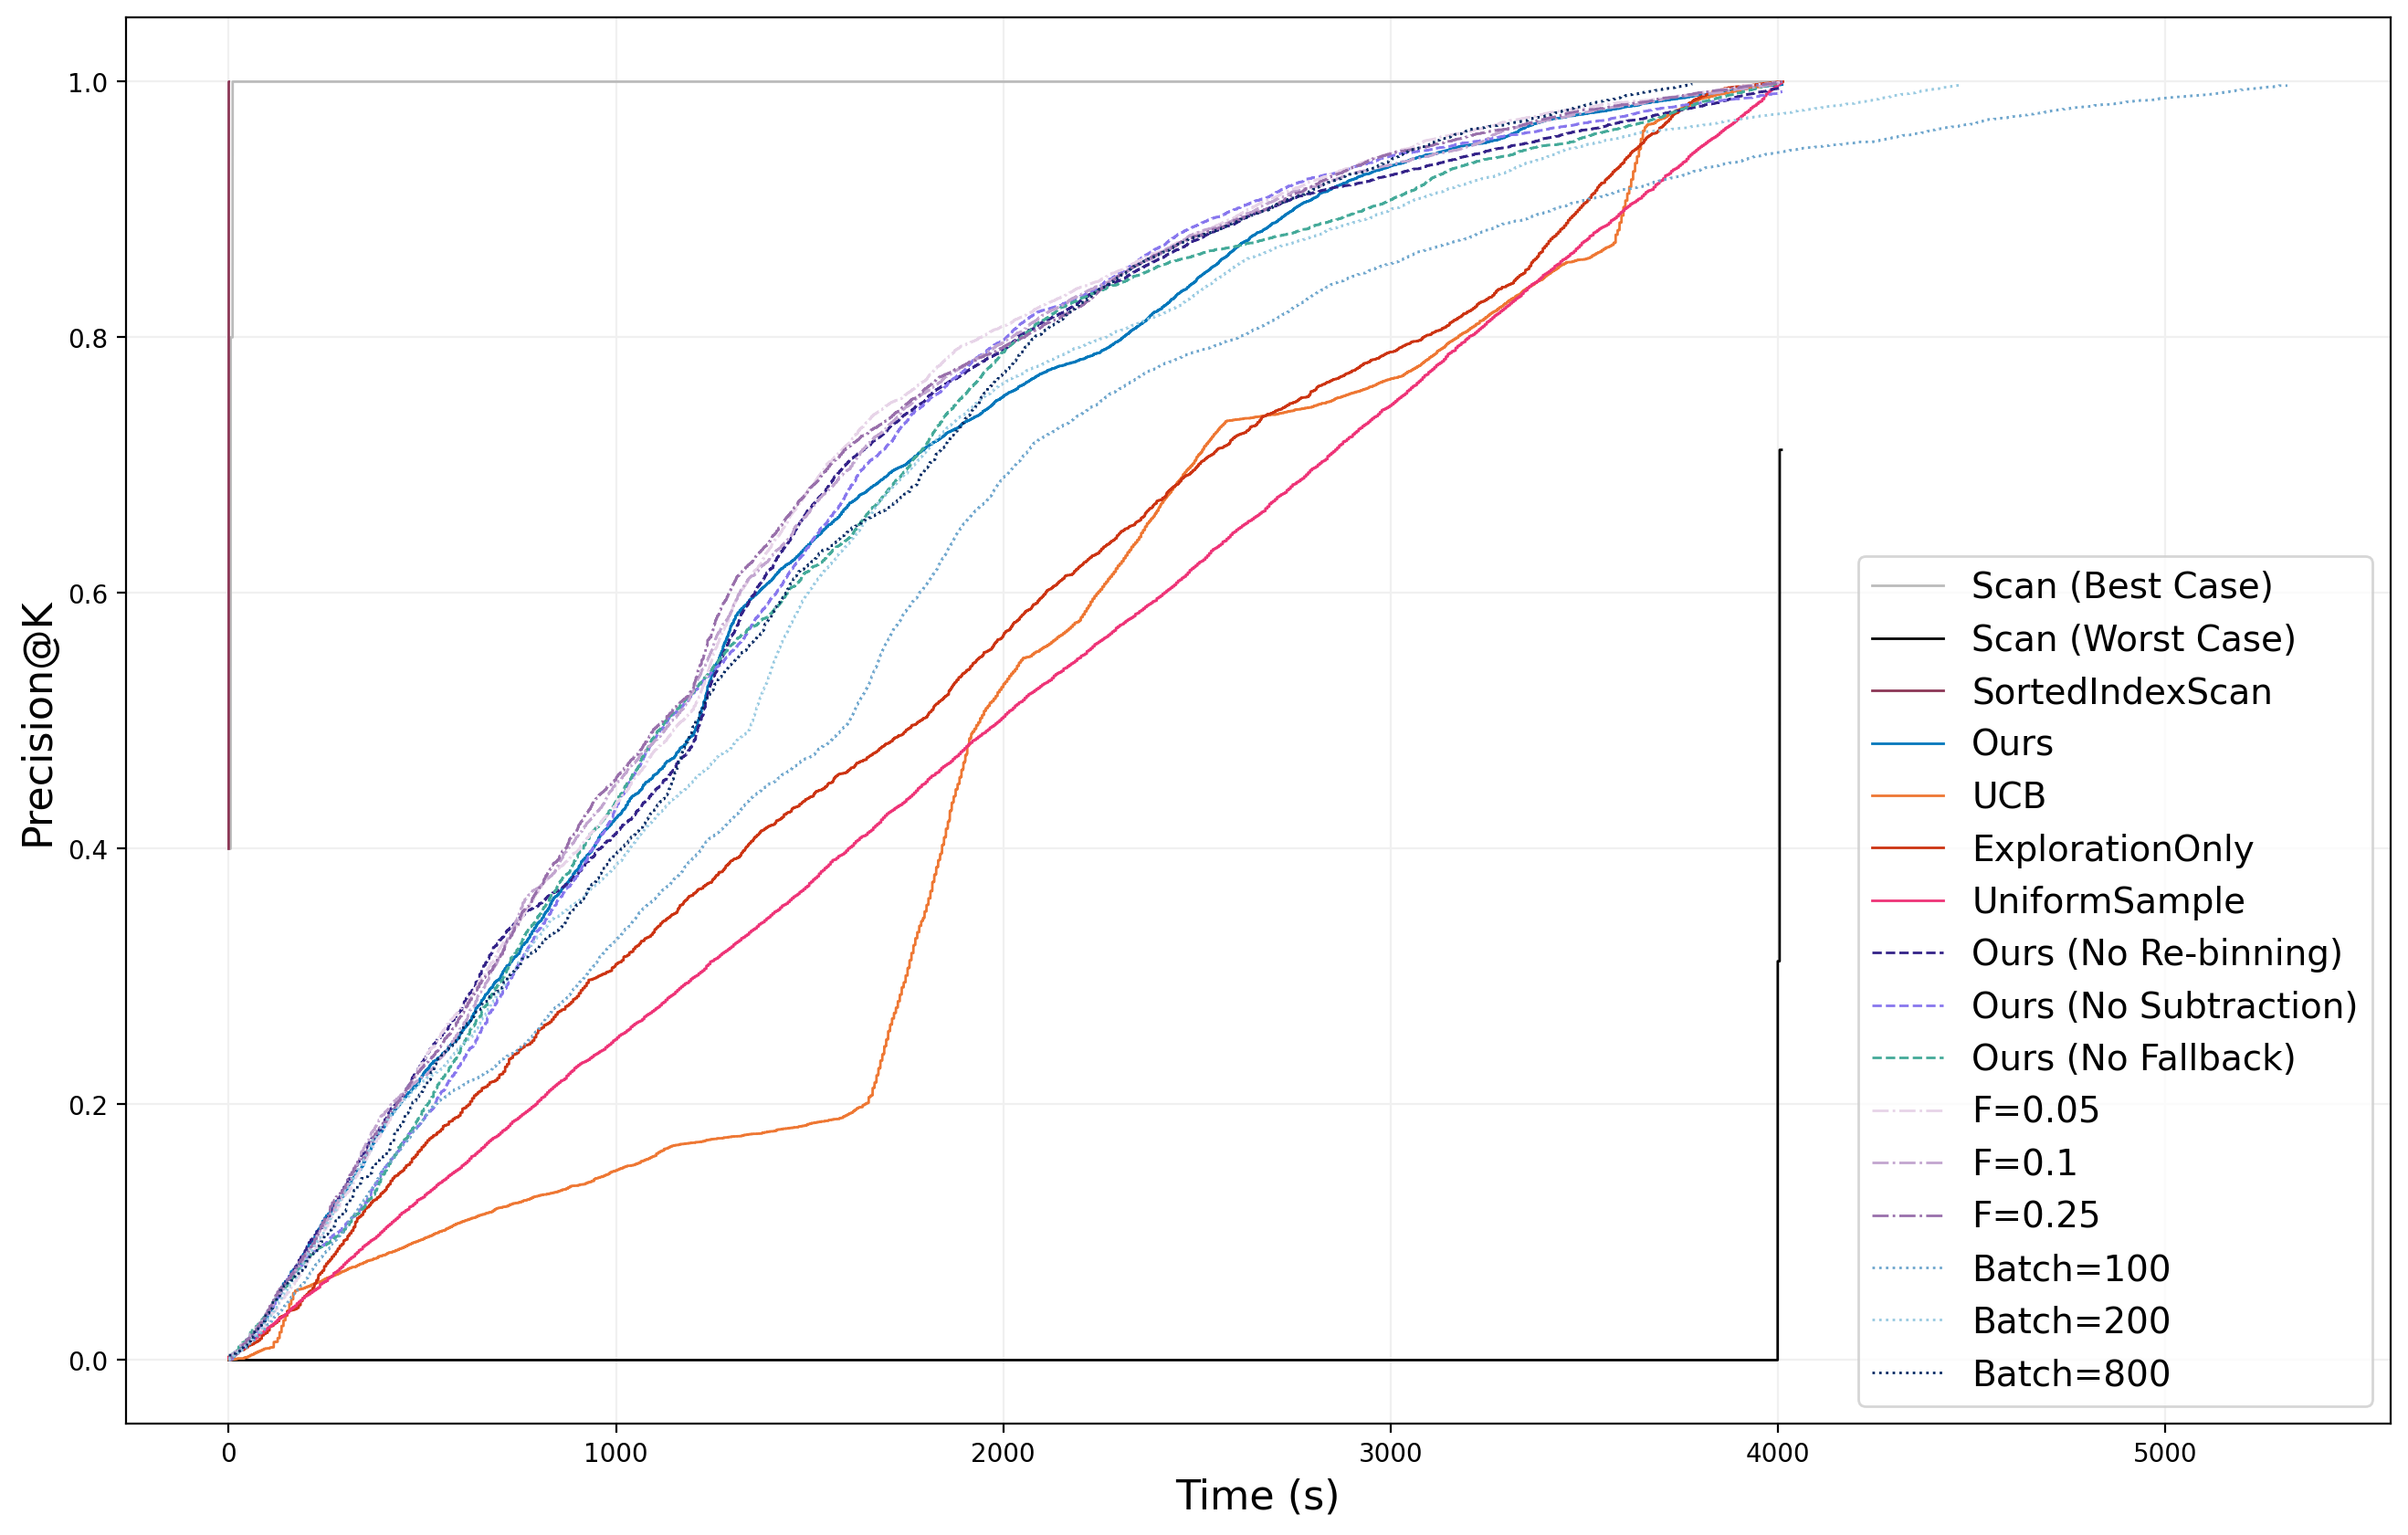 1.0
0.8
0.6
0.4
0.2
0.0
Precision@K
0
1000
2000
3000
4000
5000
Time (s)
Scan (Best Case)
Scan (Worst Case)
SortedIndexScan
Ours
UCB
ExplorationOnly
UniformSample
Ours (No Re-binning)
Ours (No Subtraction)
Ours (No Fallback)
F=0.05
F=0.1
F=0.25
Batch=100
Batch=200
Batch=800